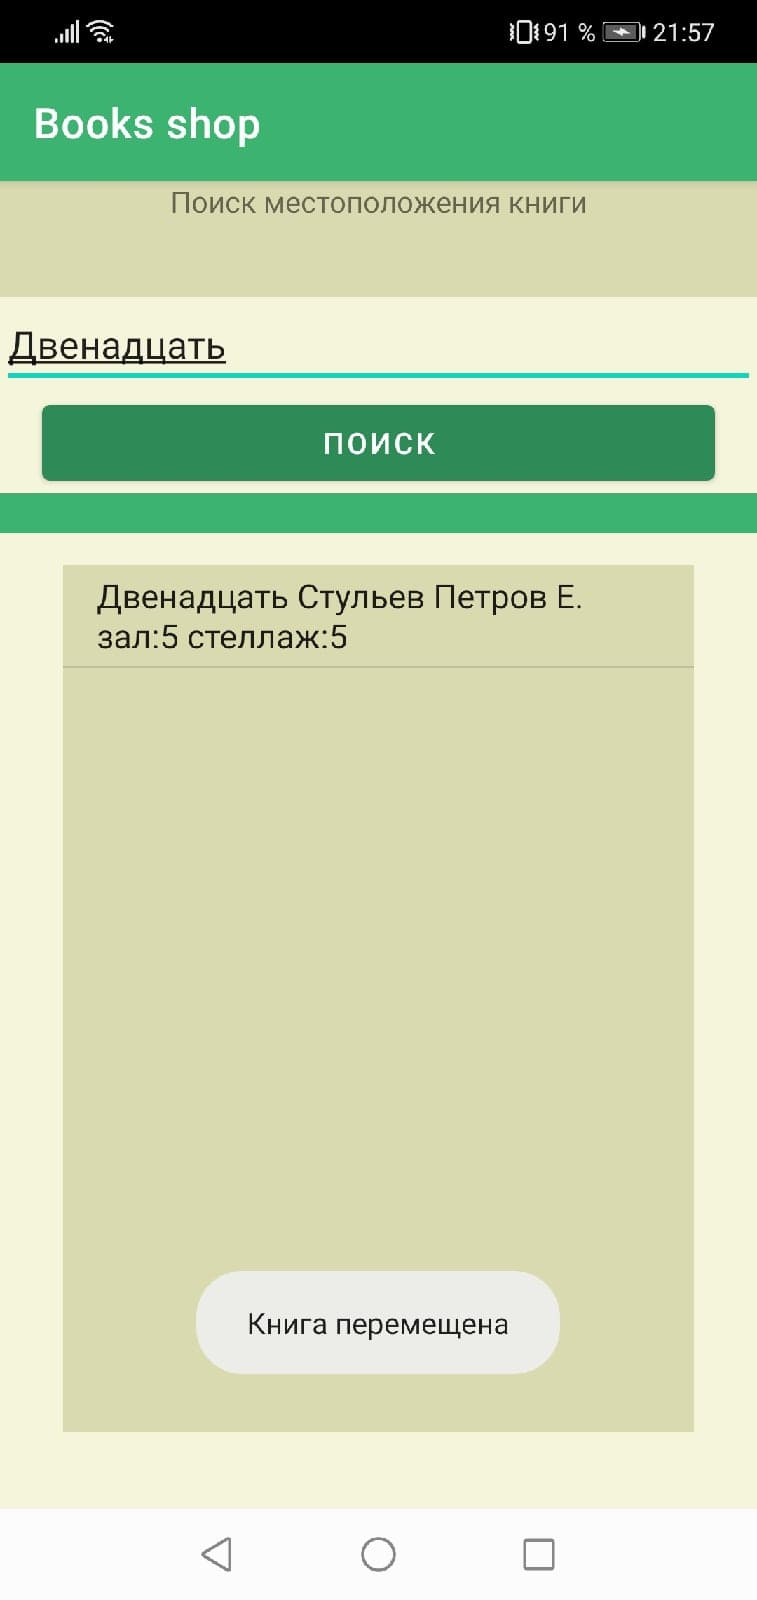 91 % 21:57
Books shop
Поиск местоположения книги
Двенадцать
ПОИСК
Двенадцать Стульев Петров Е.
зал:5 стеллаж:5
Книга перемещена